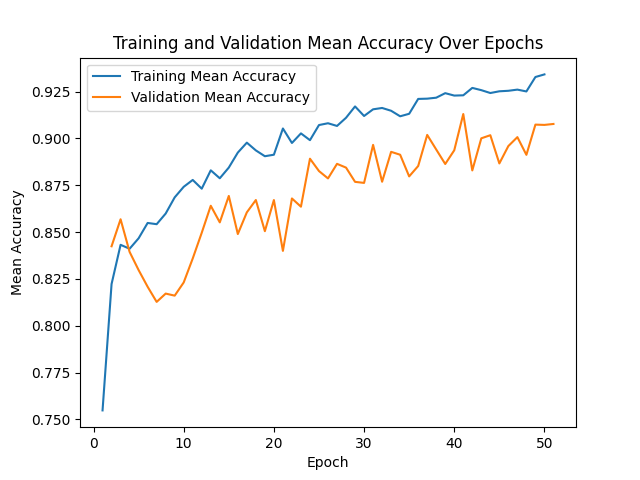 Training and Validation Mean Accuracy Over Epochs
Training Mean Accuracy
Validation Mean Accuracy
0.925
0.900
0.875
0.850
0.825
0.800
0.775
0.750
Mean Accuracy
0 10 20 30 40 50
Epoch